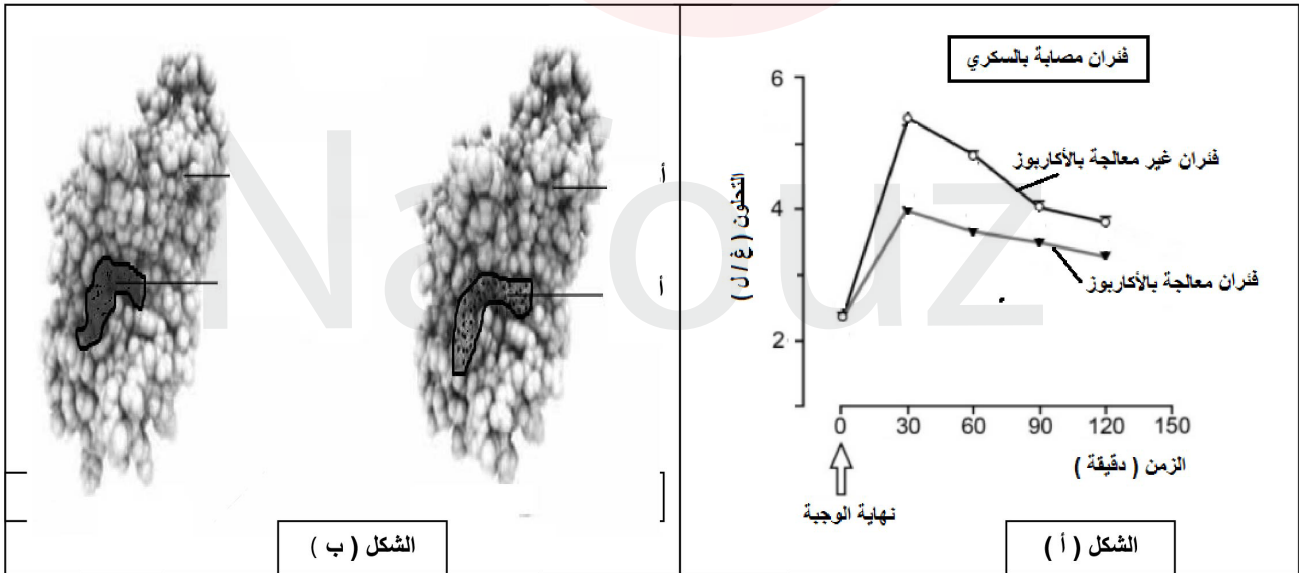 فئران مصابة بالسكري
6
4
2
التحلون ( غ / ل )
فئران غير معالجة بالأكاربوز
فئران معالجة بالأكاربوز
0 30 60 90 120 150
الزمن ( دقيقة )
نهاية الوجبة
الشكل ( أ )
أ
أ
الشكل ( ب )